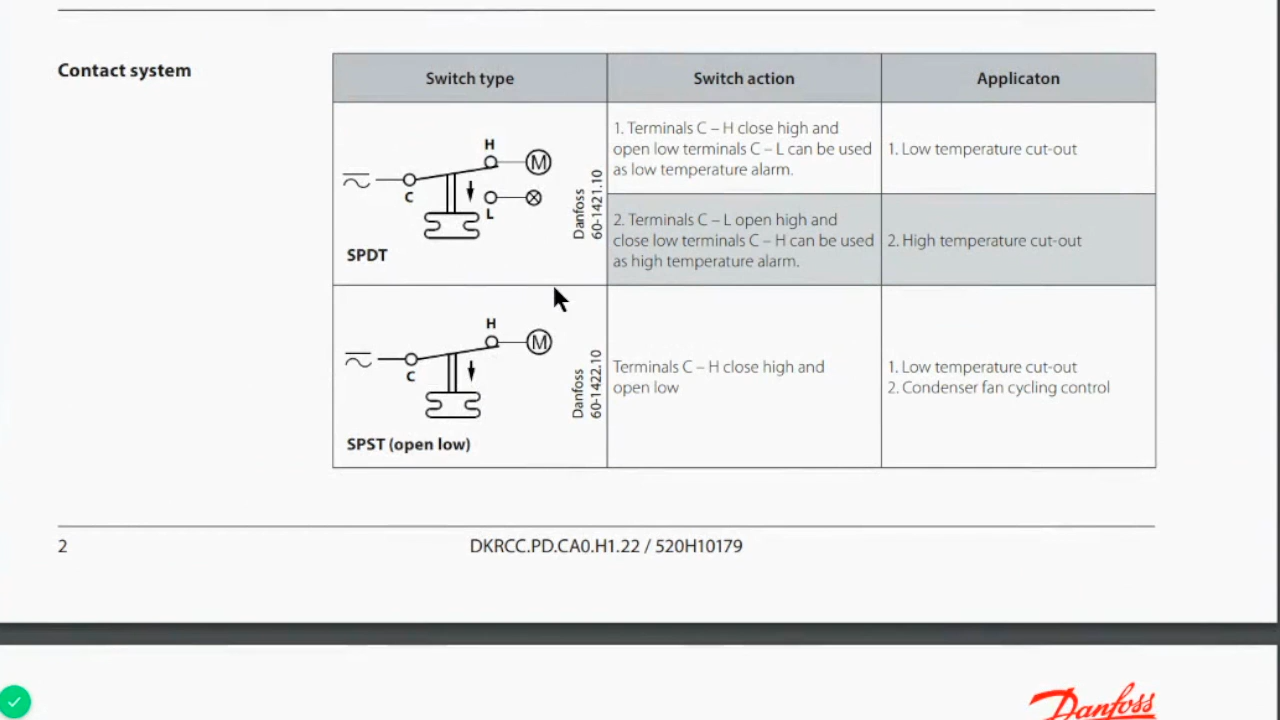 Contact system
Switch type
Switch action
Applicaton
H
M
C
L
SPDT
Danfoss
60-1421.10
1. Terminals C – H close high and
open low terminals C – L can be used
as low temperature alarm.
1. Low temperature cut-out
2. Terminals C – L open high and
close low terminals C – H can be used
as high temperature alarm.
2. High temperature cut-out
H
M
C
SPST (open low)
Danfoss
60-1422.10
Terminals C – H close high and
open low
1. Low temperature cut-out
2. Condenser fan cycling control
2
DKRCC.PD.CA0.H1.22 / 520H10179
Danfoss